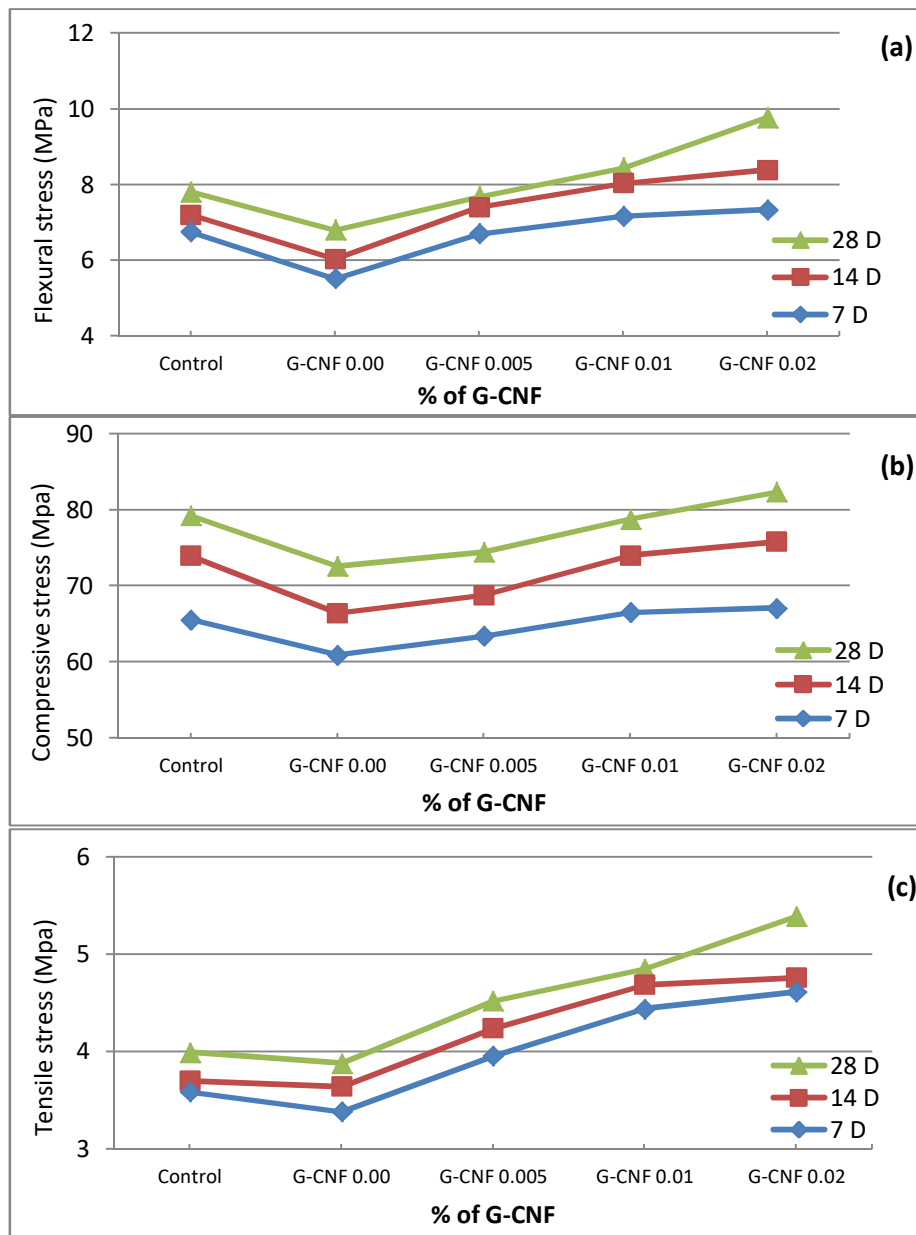 (a)
Flexural stress (MPa)
12
10
8
6
4
28 D
14 D
7 D
Control G-CNF 0.00 G-CNF 0.005 G-CNF 0.01 G-CNF 0.02
% of G-CNF
(b)
Compressive stress (Mpa)
90
80
70
60
50
28 D
14 D
7 D
Control G-CNF 0.00 G-CNF 0.005 G-CNF 0.01 G-CNF 0.02
% of G-CNF
(c)
Tensile stress (Mpa)
6
5
4
3
28 D
14 D
7 D
Control G-CNF 0.00 G-CNF 0.005 G-CNF 0.01 G-CNF 0.02
% of G-CNF